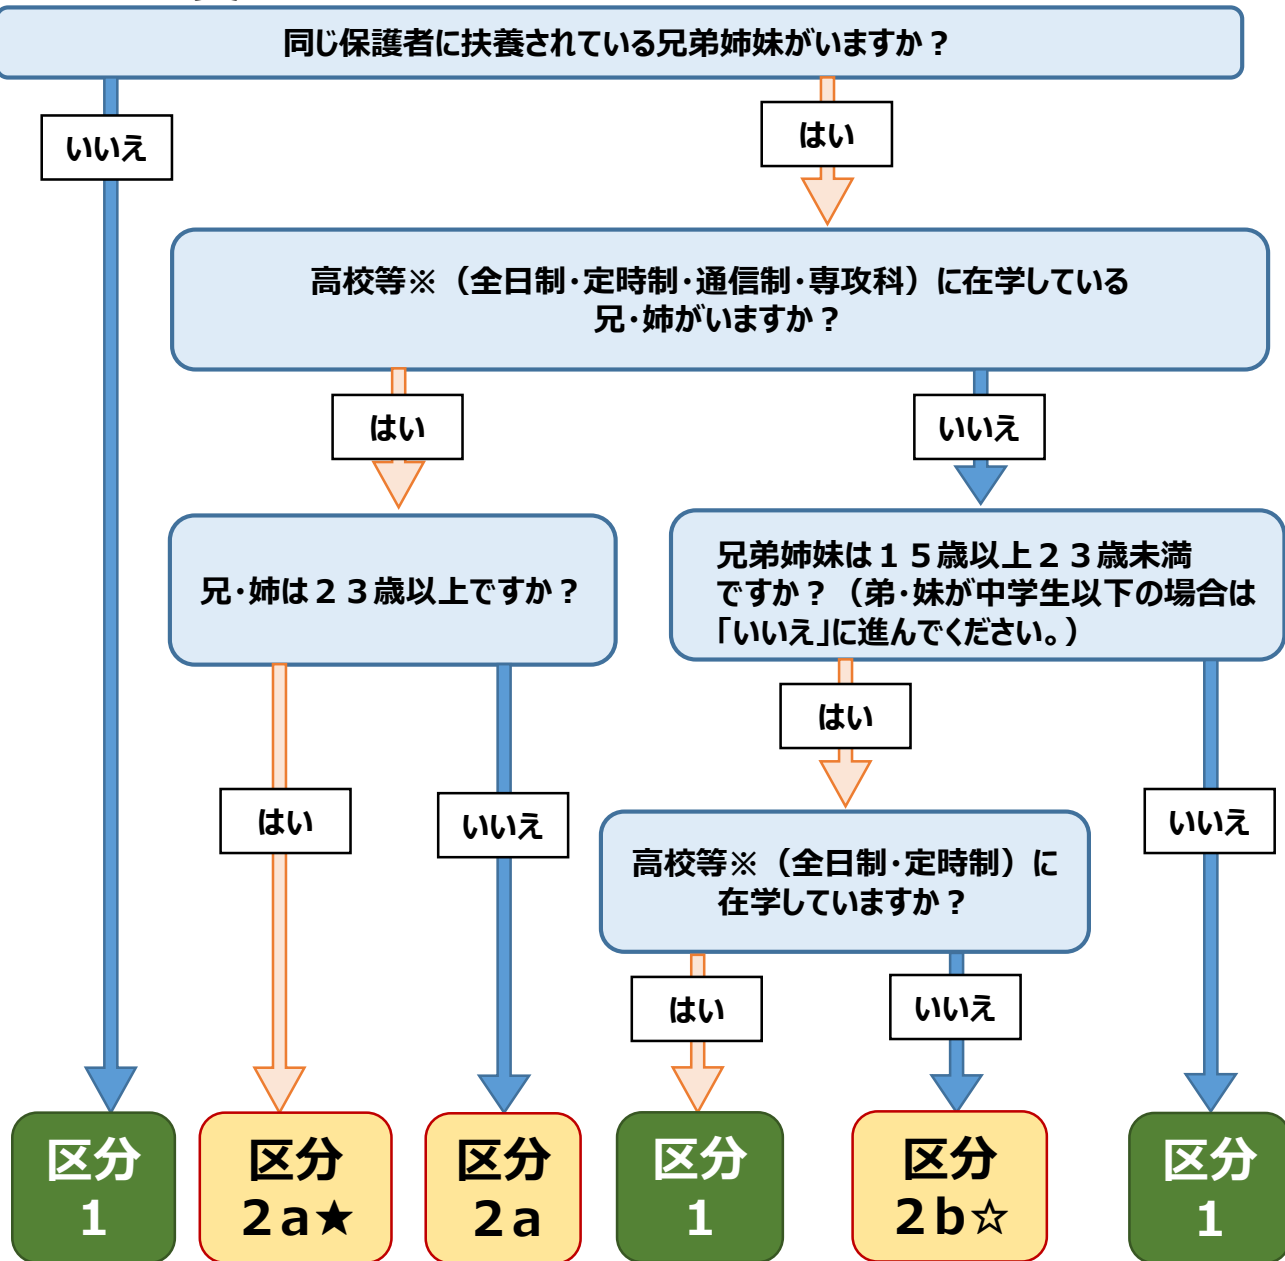 同じ保護者に扶養されている兄弟姉妹がいますか？
いいえ
はい
高校等※（全日制･定時制･通信制･専攻科）に在学している
兄･姉がいますか？
はい
いいえ
兄･姉は２３歳以上ですか？
兄弟姉妹は１５歳以上２３歳未満
ですか？（弟･妹が中学生以下の場合は
「いいえ」に進んでください。）
はい
はい
いいえ
いいえ
高校等※（全日制･定時制）に
在学していますか？
はい
いいえ
区分
１
区分
２a★
区分
２a
区分
１
区分
２b☆
区分
１